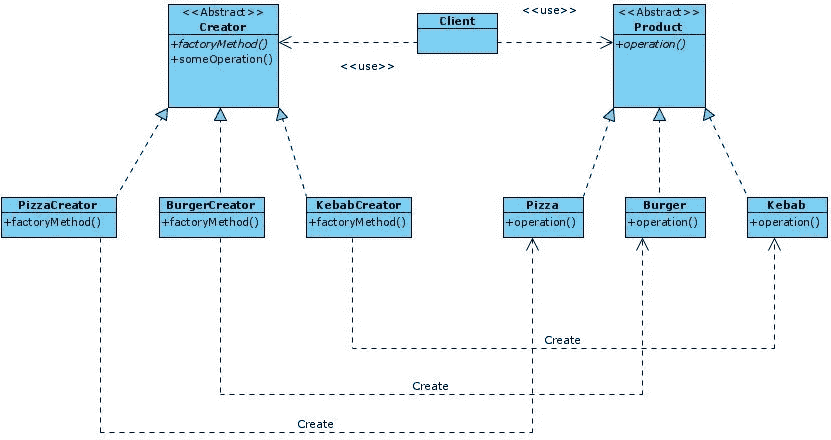 <<Abstract>>
Creator
+factoryMethod()
+someOperation()
Client
<<use>>
<<use>>
<<Abstract>>
Product
+operation()
PizzaCreator
+factoryMethod()
BurgerCreator
+factoryMethod()
KebabCreator
+factoryMethod()
Pizza
+operation()
Burger
+operation()
Kebab
+operation()
Create
Create
Create